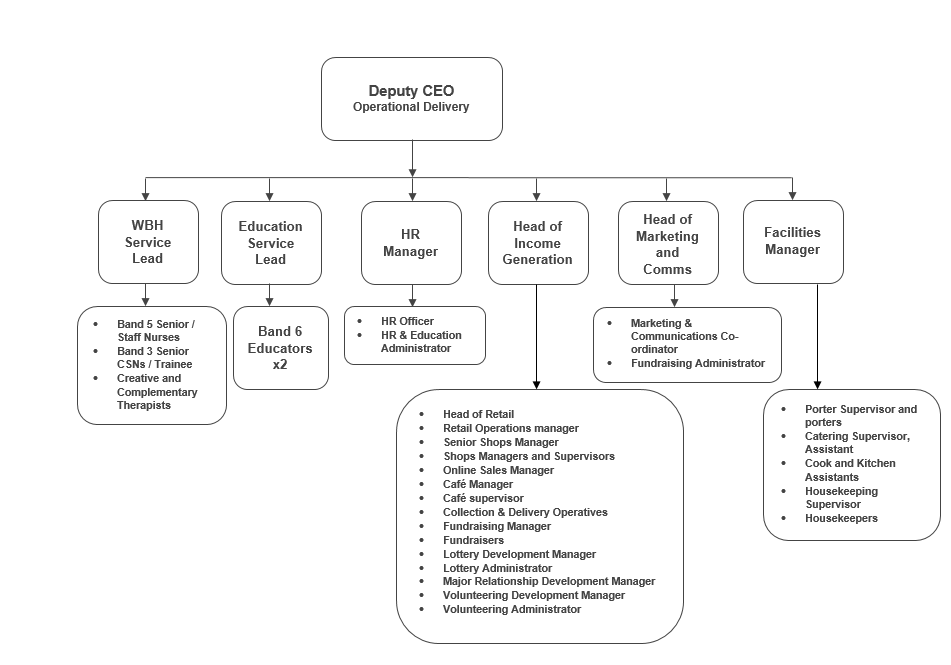 Deputy CEO
Operational Delivery
WBH
Service
Lead
Education
Service
Lead
HR
Manager
Head of
Income
Generation
Head of
Marketing
and
Comms
Facilities
Manager
• Band 5 Senior /
Staff Nurses
• Band 3 Senior
CSNs / Trainee
• Creative and
Complementary
Therapists
Band 6
Educators
x2
• HR Officer
• HR & Education
Administrator
• Marketing &
Communications Co-
ordinator
• Fundraising Administrator
• Head of Retail
• Retail Operations manager
• Senior Shops Manager
• Shops Managers and Supervisors
• Online Sales Manager
• Café Manager
• Café supervisor
• Collection & Delivery Operatives
• Fundraising Manager
• Fundraisers
• Lottery Development Manager
• Lottery Administrator
• Major Relationship Development Manager
• Volunteering Development Manager
• Volunteering Administrator
• Porter Supervisor and
porters
• Catering Supervisor,
Assistant
• Cook and Kitchen
Assistants
• Housekeeping
Supervisor
• Housekeepers